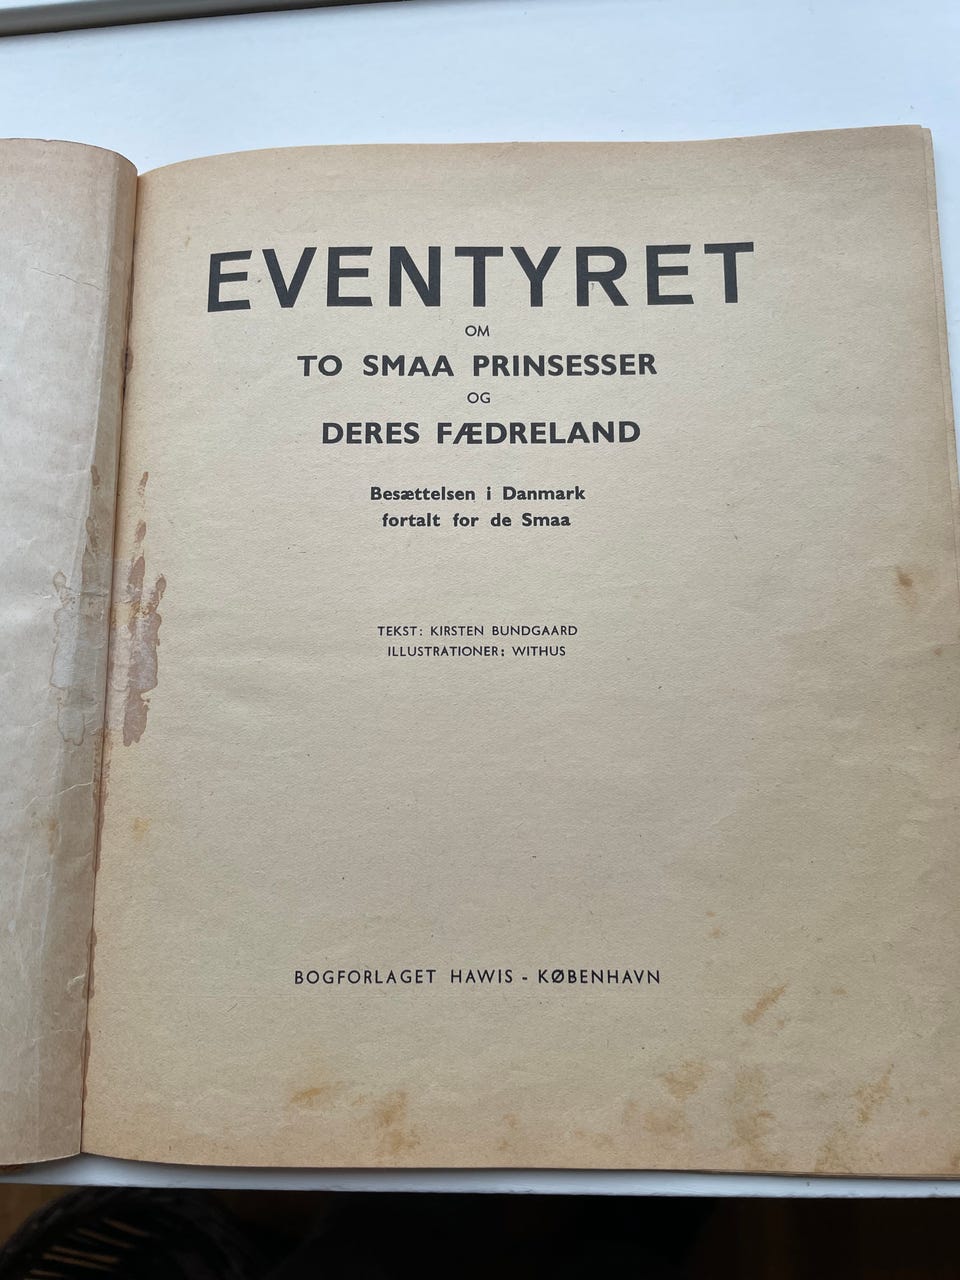 EVENTYRET
OM
TO SMAA PRINSESSER
OG
DERES FÆDRELAND
Besættelsen i Danmark
fortalt for de Smaa
TEKST: KIRSTEN BUNDGAARD
ILLUSTRATIONER: WITHUS
BOGFORLAGET HAWIS - KØBENHAVN